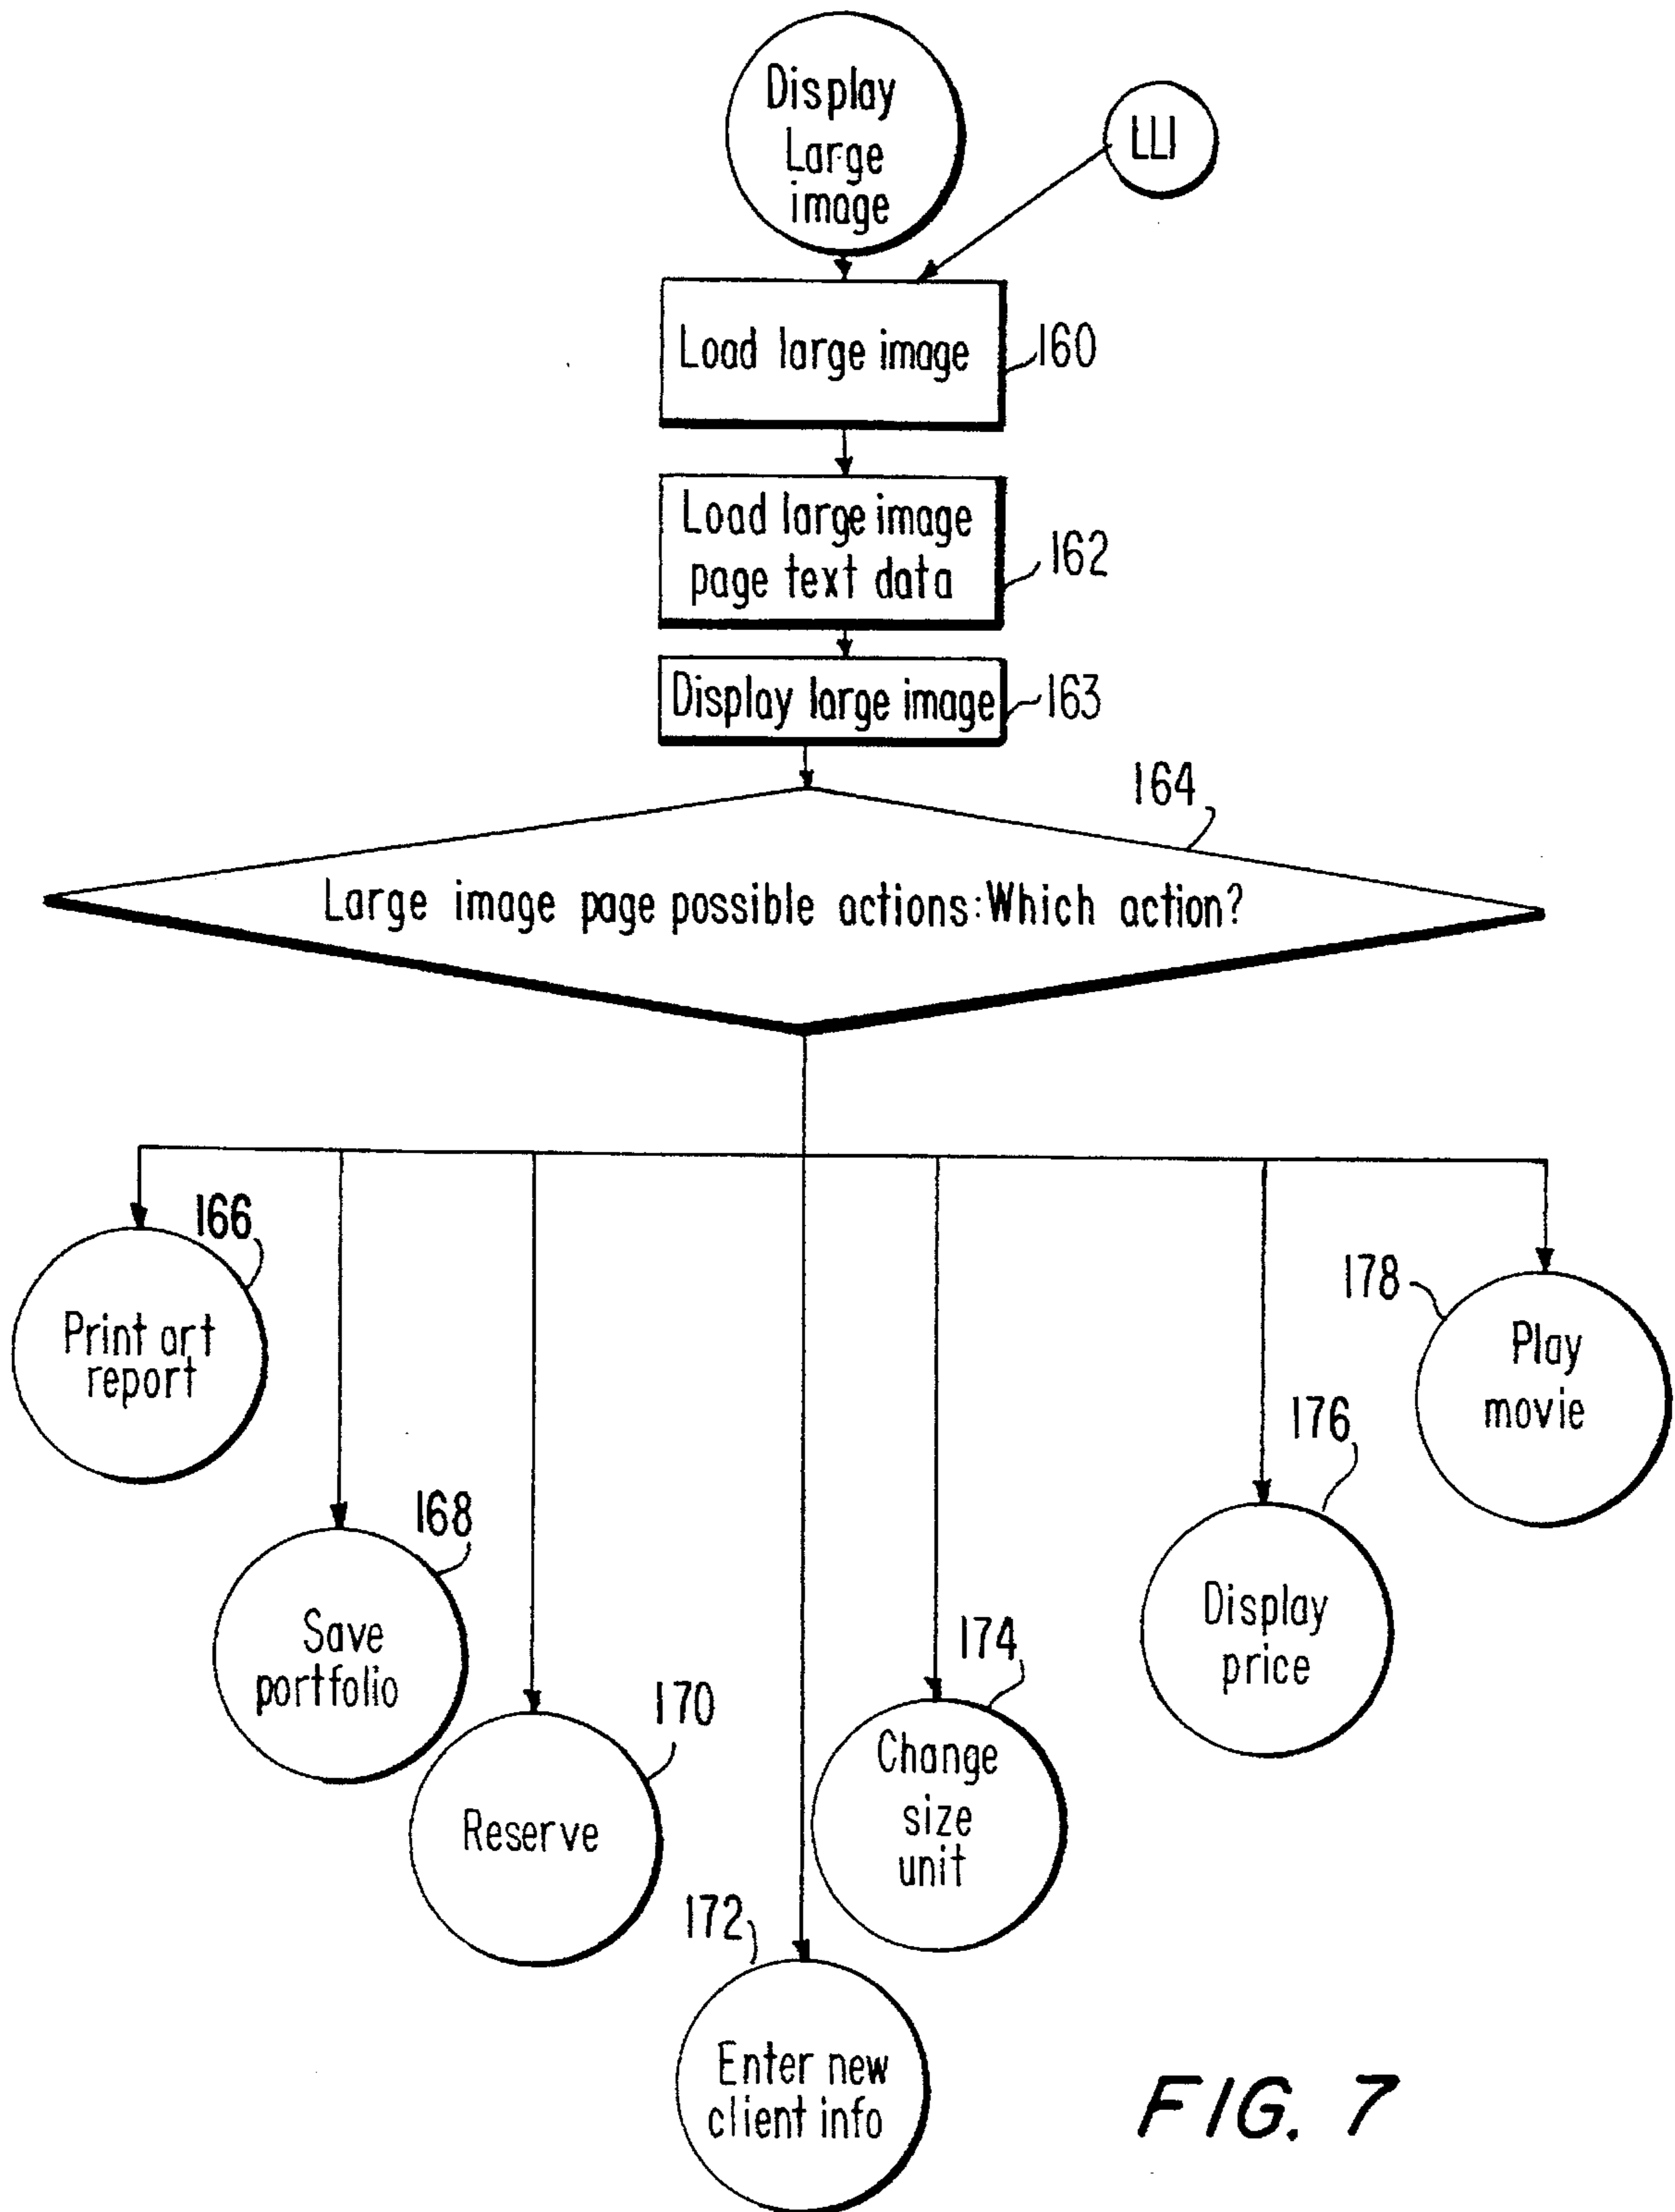 Display
Large
image
LLI
Load large image
160
Load large image
page text data
162
Display large image
163
164
Large image page possible actions:Which action?
166
Print art
report
178
Play
movie
176
Display
price
168
Save
portfolio
174
Change
size
unit
170
Reserve
172
Enter new
client info
FIG. 7